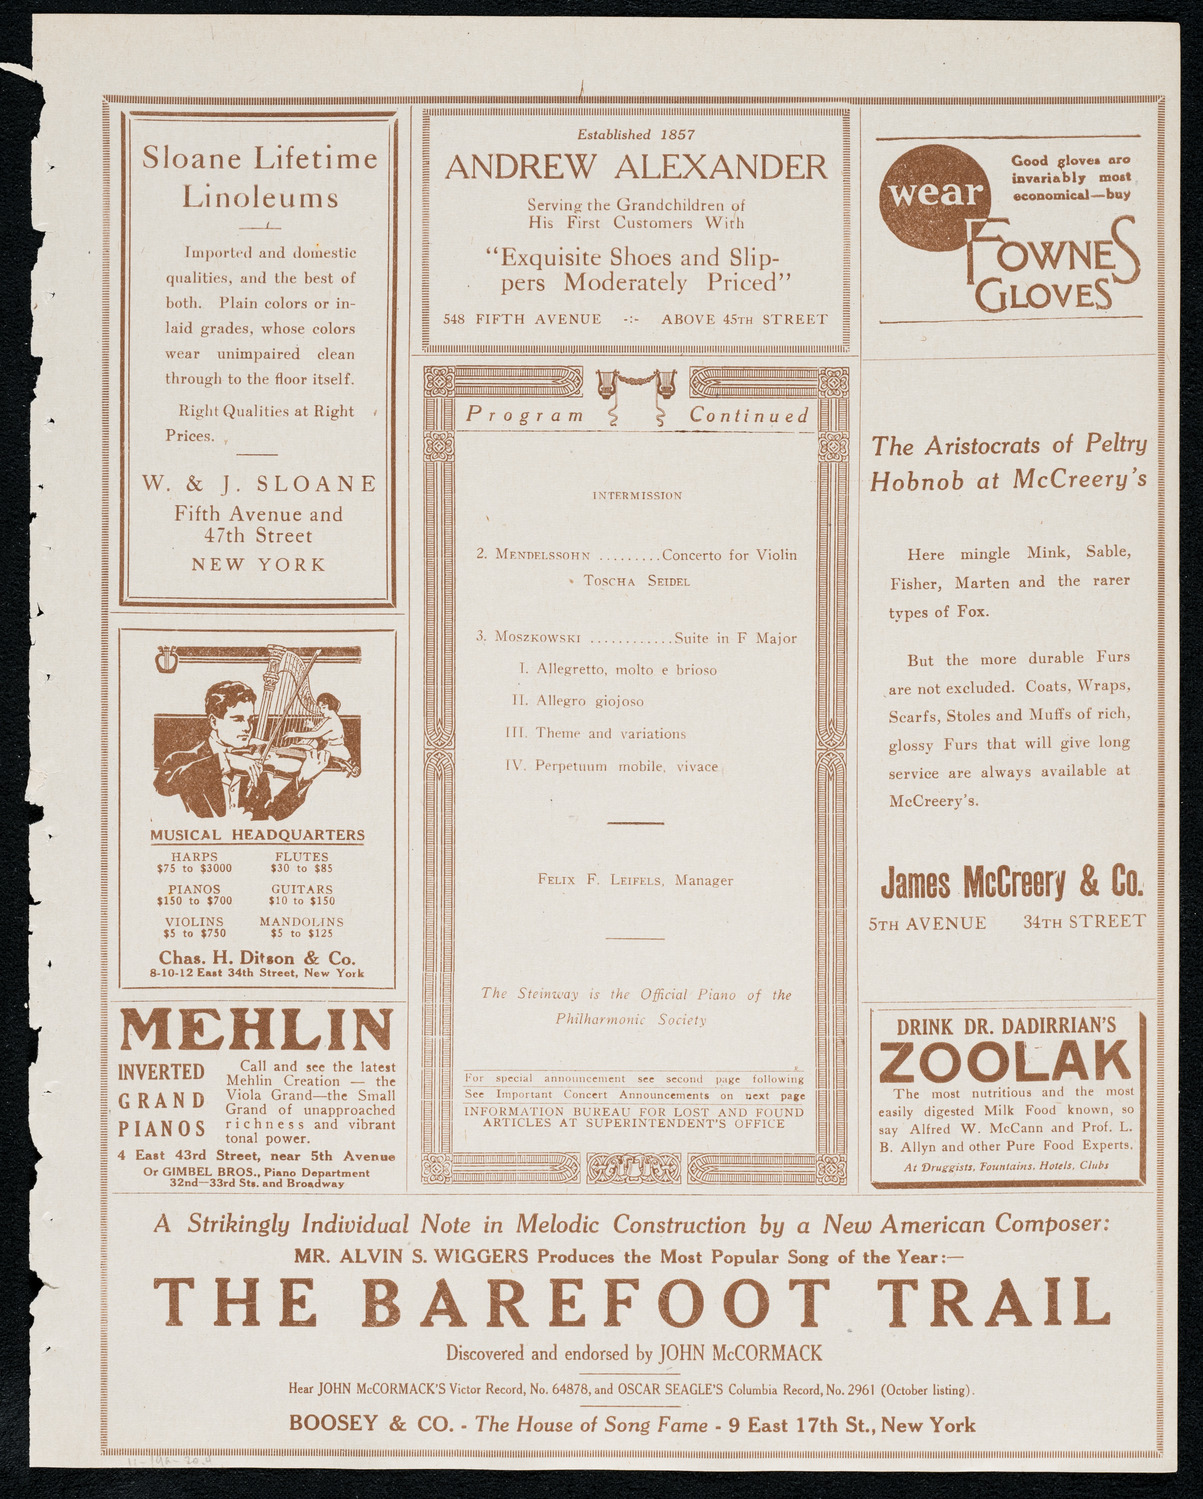 Sloane Lifetime
Linoleums
Imported and domestic
qualities, and the best of
both. Plain colors or in-
laid grades, whose colors
wear unimpaired clean
through to the floor itself.
Right Qualities at Right
Prices.
W. & J. SLOANE
Fifth Avenue and
47th Street
NEW YORK
MUSICAL HEADQUARTERS
HARPS FLUTES
$75 to $3000 $30 to $85
PIANOS GUITARS
$150 to $700 $10 to $150
VIOLINS MANDOLINS
$5 to $750 $5 to $125
Chas. H. Ditson & Co.
8-10-12 East 34th Street, New York
MEHLIN
INVERTED
GRAND
PIANOS
Call and see the latest
Mehlin Creation — the
Viola Grand—the Small
Grand of unapproached
richness and vibrant
tonal power.
4 East 43rd Street, near 5th Avenue
Or GIMBEL BROS., Piano Department
32nd—33rd Sts. and Broadway
Established 1857
ANDREW ALEXANDER
Serving the Grandchildren of
His First Customers With
"Exquisite Shoes and Slip-
pers Moderately Priced"
548 FIFTH AVENUE -:- ABOVE 45TH STREET
Program Continued
INTERMISSION
2. MENDELSSOHN .........Concerto for Violin
TOSCHA SEIDEL
3. MOSZKOWSKI ............Suite in F Major
I. Allegretto, molto e brioso
II. Allegro giojoso
III. Theme and variations
IV. Perpetuum mobile, vivace
FELIX F. LEIFELS, Manager
The Steinway is the Official Piano of the
Philharmonic Society
For special announcement see second page following
See Important Concert Announcements on next page
INFORMATION BUREAU FOR LOST AND FOUND
ARTICLES AT SUPERINTENDENT'S OFFICE
wear
Good gloves are
invariably most
economical—buy
FOWNES
GLOVES
The Aristocrats of Peltry
Hobnob at McCreery's
Here mingle Mink, Sable,
Fisher, Marten and the rarer
types of Fox.
But the more durable Furs
are not excluded. Coats, Wraps,
Scarfs, Stoles and Muffs of rich,
glossy Furs that will give long
service are always available at
McCreery's.
James McCreery & Co.
5TH AVENUE 34TH STREET
DRINK DR. DADIRRIAN'S
ZOOLAK
The most nutritious and the most
easily digested Milk Food known, so
say Alfred W. McCann and Prof. L.
B. Allyn and other Pure Food Experts.
At Druggists, Fountains, Hotels, Clubs
A Strikingly Individual Note in Melodic Construction by a New American Composer:
MR. ALVIN S. WIGGERS Produces the Most Popular Song of the Year:—
THE BAREFOOT TRAIL
Discovered and endorsed by JOHN McCORMACK
Hear JOHN McCORMACK'S Victor Record, No. 64878, and OSCAR SEAGLE'S Columbia Record, No. 2961 (October listing).
BOOSEY & CO. - The House of Song Fame - 9 East 17th St., New York